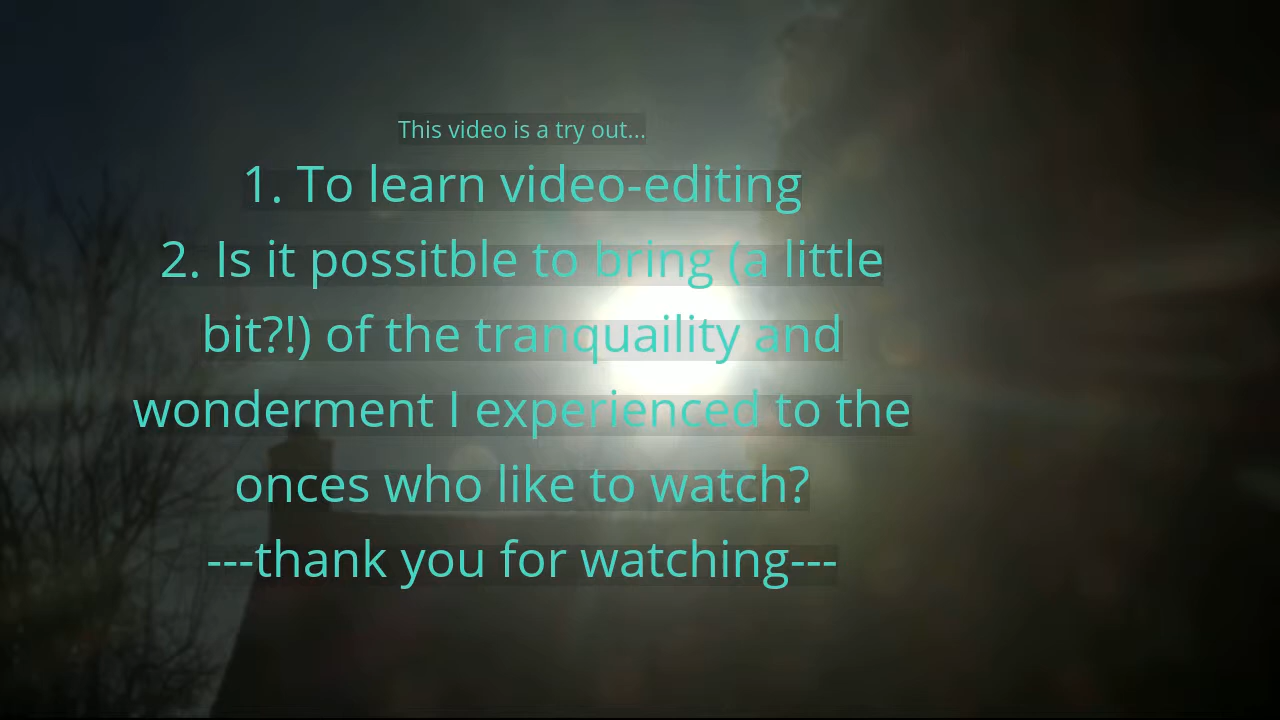 This video is a try out...
1. To learn video-editing
2. Is it possitble to bring (a little
bit?!) of the tranquaility and
wonderment I experienced to the
onces who like to watch?
---thank you for watching---